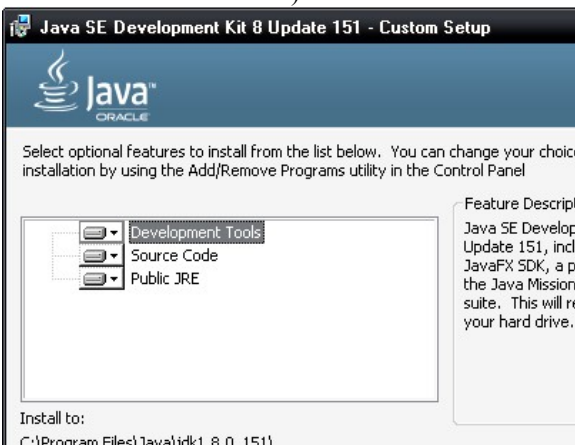 Java SE Development Kit 8 Update 151 - Custom Setup
Java™
ORACLE
Select optional features to install from the list below. You can change your choice
installation by using the Add/Remove Programs utility in the Control Panel
Development Tools
Source Code
Public JRE
Feature Descript
Java SE Develop
Update 151, incl
JavaFX SDK, a p
the Java Mission
suite. This will re
your hard drive.
Install to:
C:\Program Files\Java\jdk1.8.0_151\